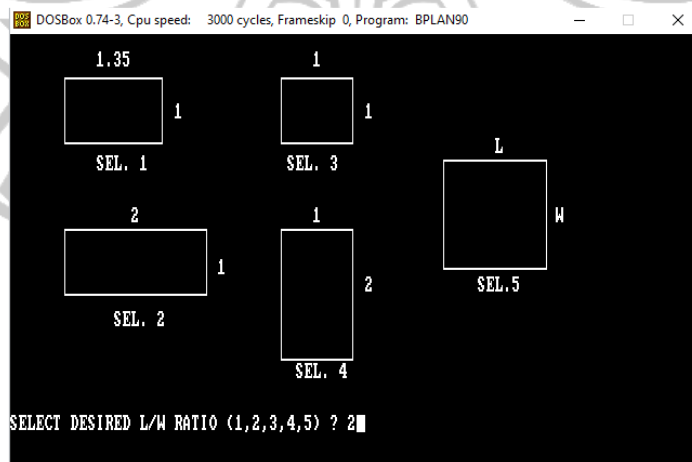 DOSBox 0.74-3, Cpu speed: 3000 cycles, Frameskip 0, Program: BPLAN90
1.35
1
SEL. 1
1
1
SEL. 3
L
W
SEL.5
2
1
SEL. 2
1
2
SEL. 4
SELECT DESIRED L/W RATIO (1,2,3,4,5) ? 2